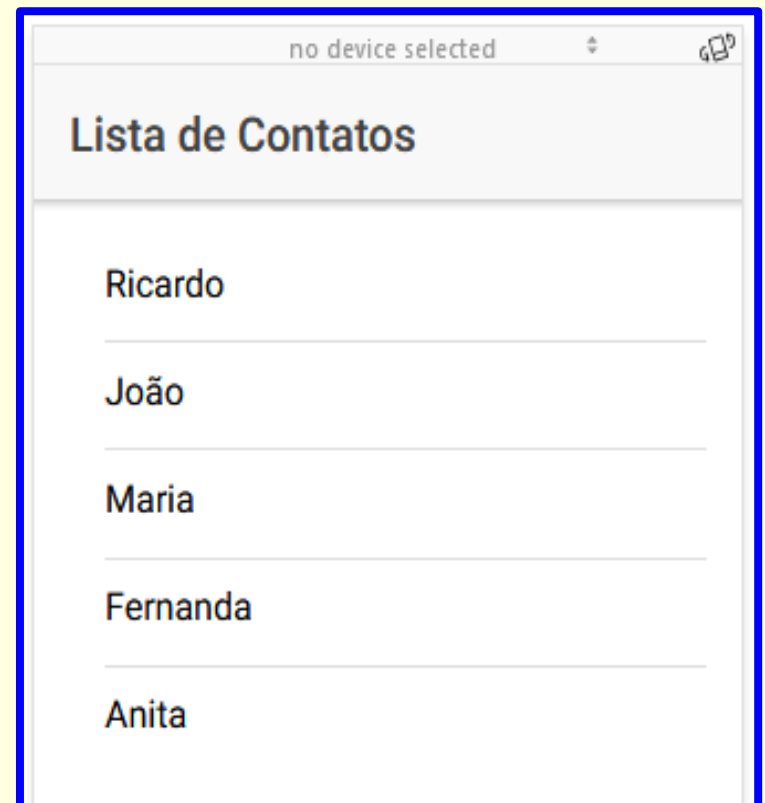 no device selected
Lista de Contatos
Ricardo
João
Maria
Fernanda
Anita